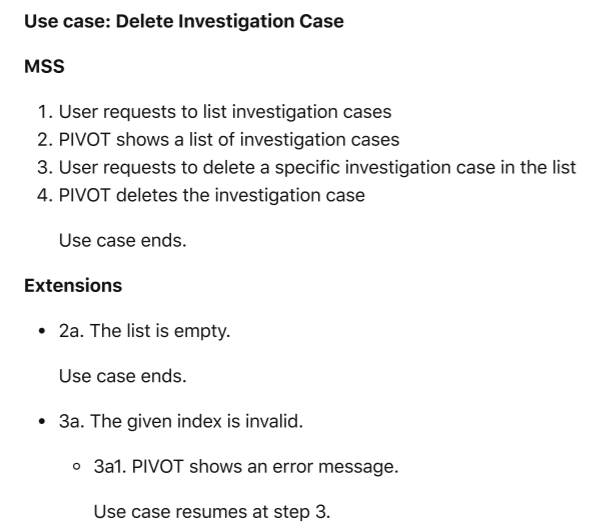 Use case: Delete Investigation Case
MSS
1. User requests to list investigation cases
2. PIVOT shows a list of investigation cases
3. User requests to delete a specific investigation case in the list
4. PIVOT deletes the investigation case
Use case ends.
Extensions
• 2a. The list is empty.
Use case ends.
• 3a. The given index is invalid.
◦ 3a1. PIVOT shows an error message.
Use case resumes at step 3.